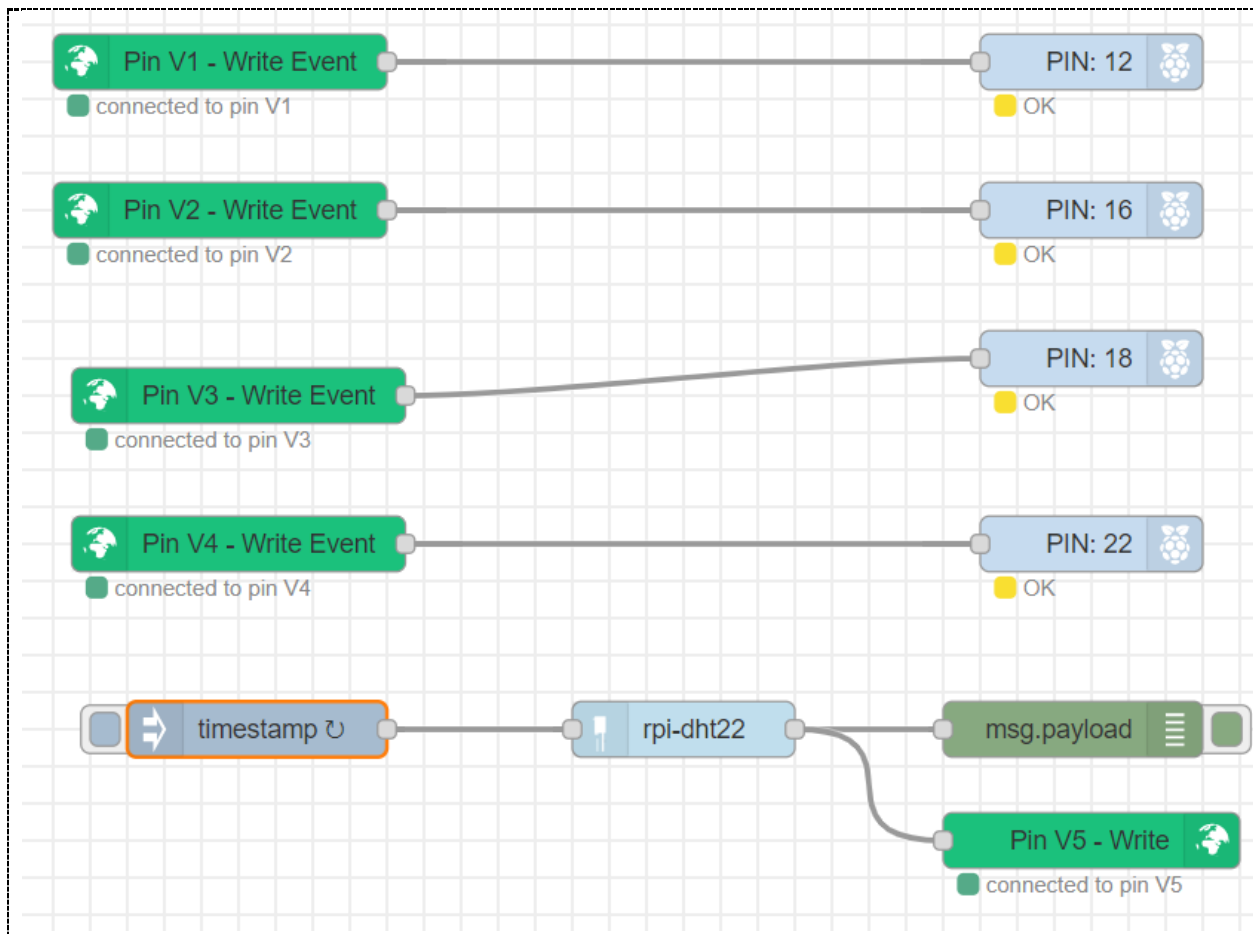 Pin V1 - Write Event
PIN: 12
connected to pin V1
OK
Pin V2 - Write Event
PIN: 16
connected to pin V2
OK
PIN: 18
OK
Pin V3 - Write Event
connected to pin V3
Pin V4 - Write Event
PIN: 22
connected to pin V4
OK
timestamp ↻
rpi-dht22
msg.payload
Pin V5 - Write
connected to pin V5